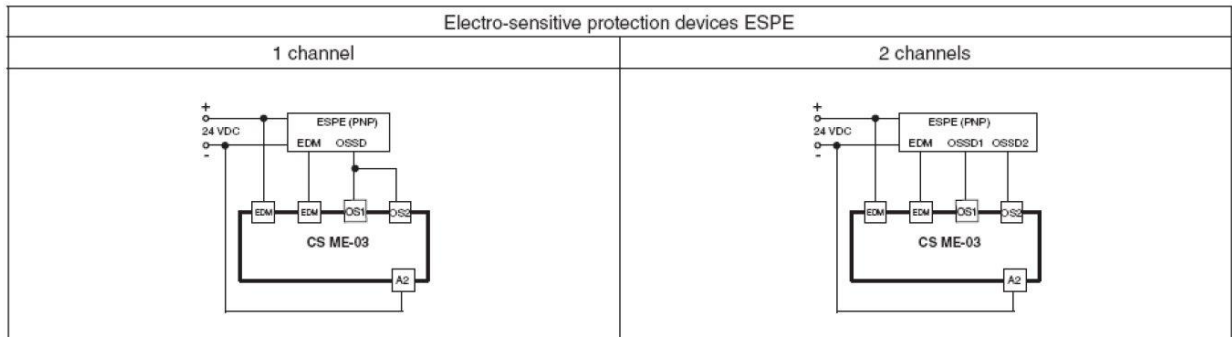 Electro-sensitive protection devices ESPE
1 channel
2 channels
+
24 VDC
-
ESPE (PNP)
EDM OSSD
EDM EDM OS1 OS2
CS ME-03
A2
+
24 VDC
-
ESPE (PNP)
EDM OSSD1 OSSD2
EDM EDM OS1 OS2
CS ME-03
A2